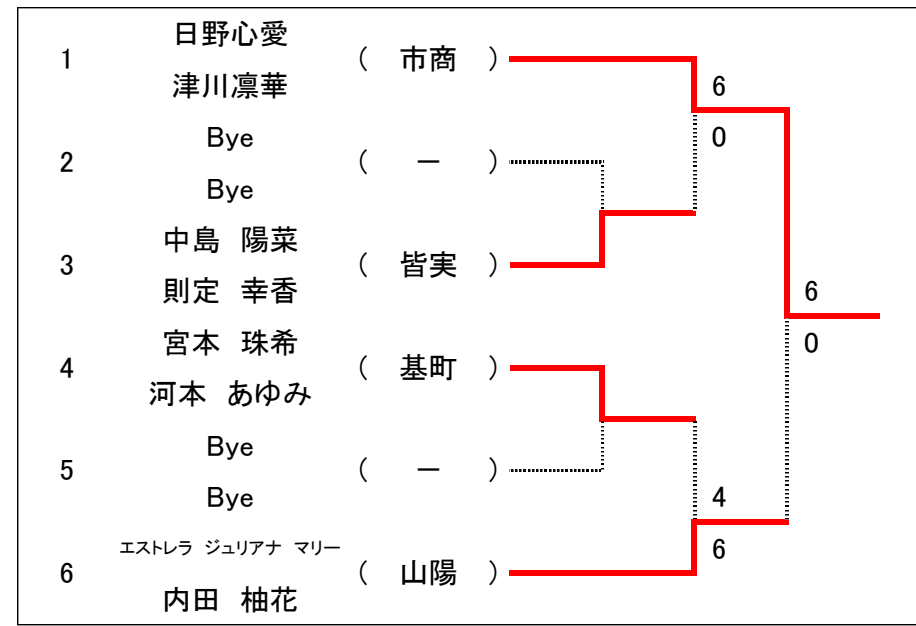 日野心愛
1 ( 市商 )
津川凛華
6
Bye
0
2 ( － )
Bye
中島 陽菜
3 ( 皆実 )
則定 幸香
6
宮本 珠希
0
4 ( 基町 )
河本 あゆみ
Bye
5 ( － )
Bye
4
エストレラ ジュリアナ マリー
6
6 ( 山陽 )
内田 柚花